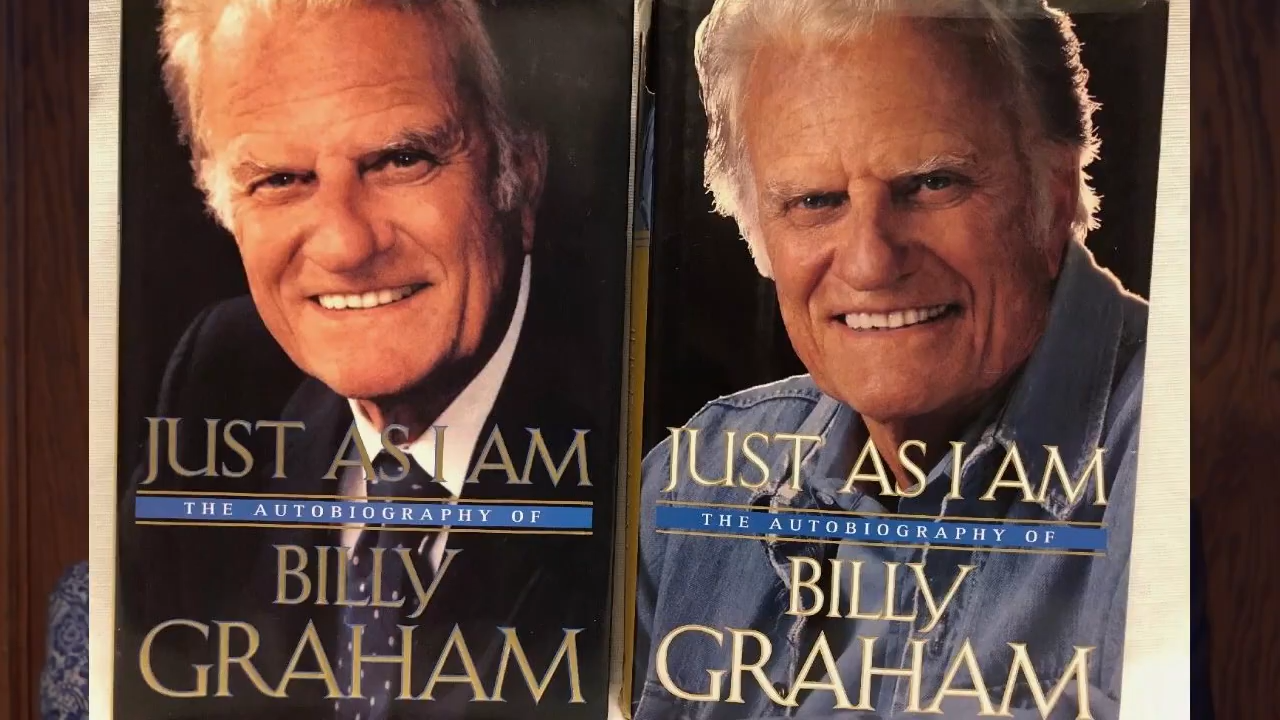 JUST AS I AM
THE AUTOBIOGRAPHY OF
BILLY
GRAHAM
JUST AS I AM
THE AUTOBIOGRAPHY OF
BILLY
GRAHAM